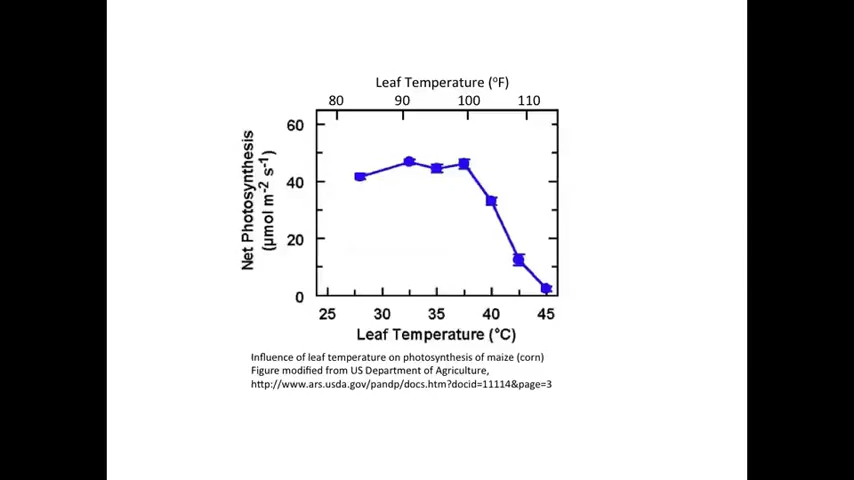 Leaf Temperature (°F)
80 90 100 110
Net Photosynthesis
(µmol m-2 s-1)
60
40
20
0
25 30 35 40 45
Leaf Temperature (°C)
Influence of leaf temperature on photosynthesis of maize (corn)
Figure modified from US Department of Agriculture,
http://www.ars.usda.gov/pandp/docs.htm?docid=11114&page=3